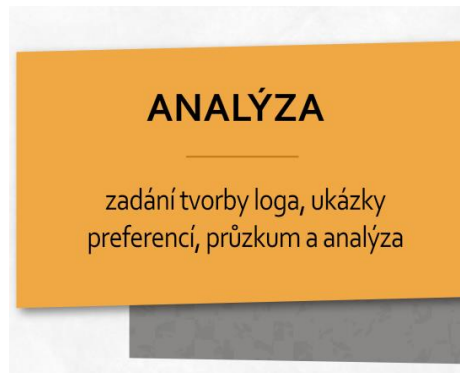 ANALÝZA
zadání tvorby loga, ukázky
preferencí, průzkum a analýza